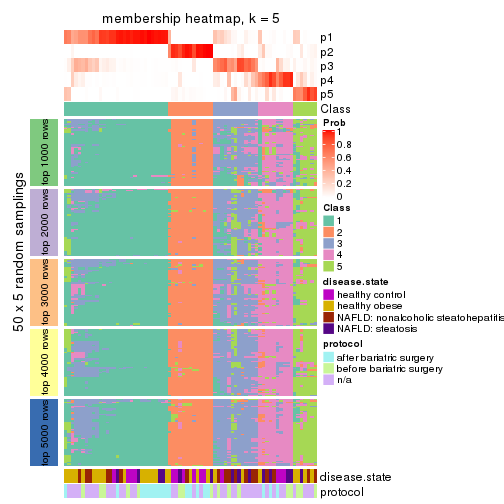 membership heatmap, k = 5
p1
p2
p3
p4
p5
Class
50 x 5 random samplings
top 1000 rows
top 2000 rows
top 3000 rows
top 4000 rows
top 5000 rows
Prob
1
0.8
0.6
0.4
0.2
0
Class
1
2
3
4
5
disease.state
healthy control
healthy obese
NAFLD: nonalcoholic steatohepatitis
NAFLD: steatosis
protocol
after bariatric surgery
before bariatric surgery
n/a
disease.state
protocol